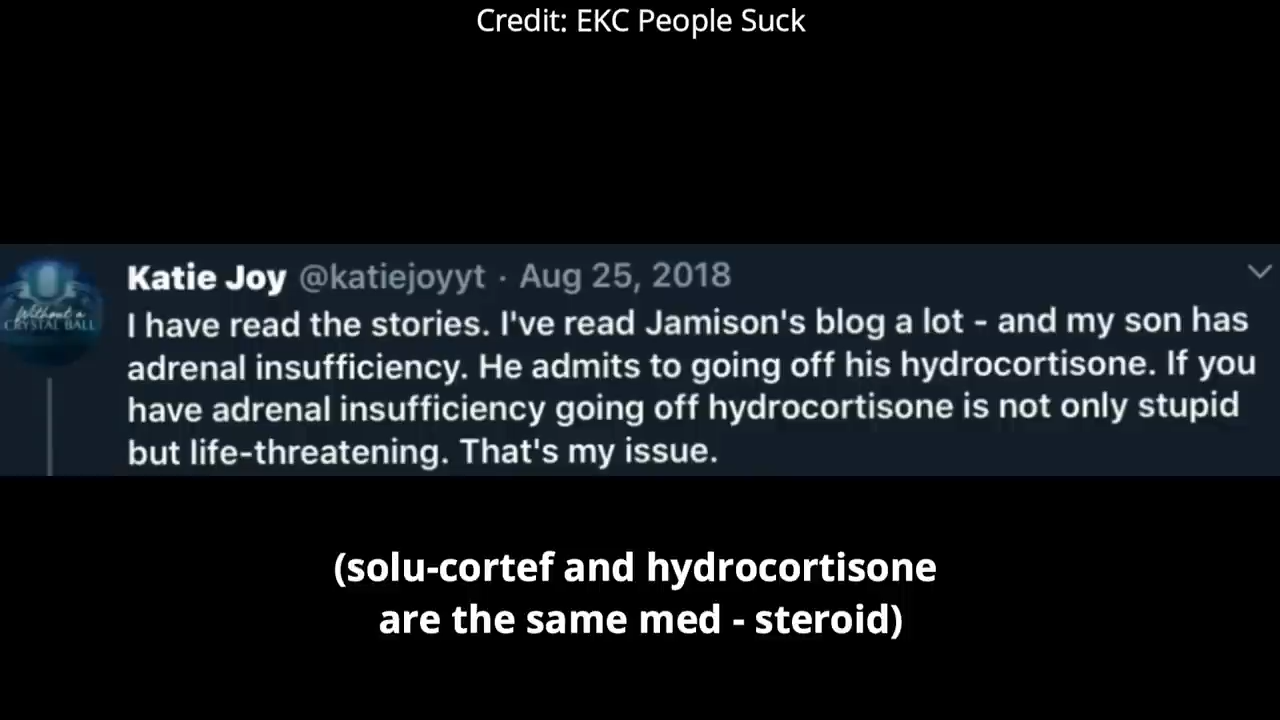 Credit: EKC People Suck
Katie Joy @katiejoyyt · Aug 25, 2018
Without a
CRYSTAL BALL
I have read the stories. I've read Jamison's blog a lot - and my son has
adrenal insufficiency. He admits to going off his hydrocortisone. If you
have adrenal insufficiency going off hydrocortisone is not only stupid
but life-threatening. That's my issue.
(solu-cortef and hydrocortisone
are the same med - steroid)